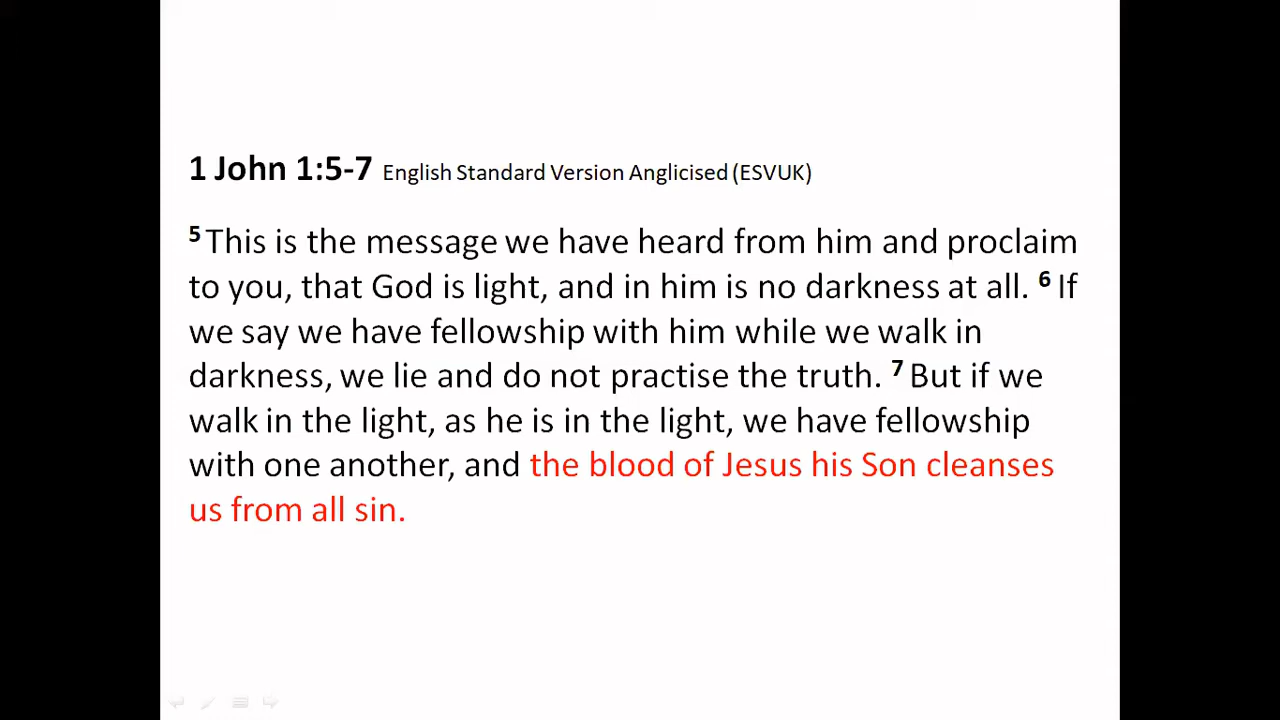 1 John 1:5-7 English Standard Version Anglicised (ESVUK)
5 This is the message we have heard from him and proclaim
to you, that God is light, and in him is no darkness at all. 6 If
we say we have fellowship with him while we walk in
darkness, we lie and do not practise the truth. 7 But if we
walk in the light, as he is in the light, we have fellowship
with one another, and the blood of Jesus his Son cleanses
us from all sin.